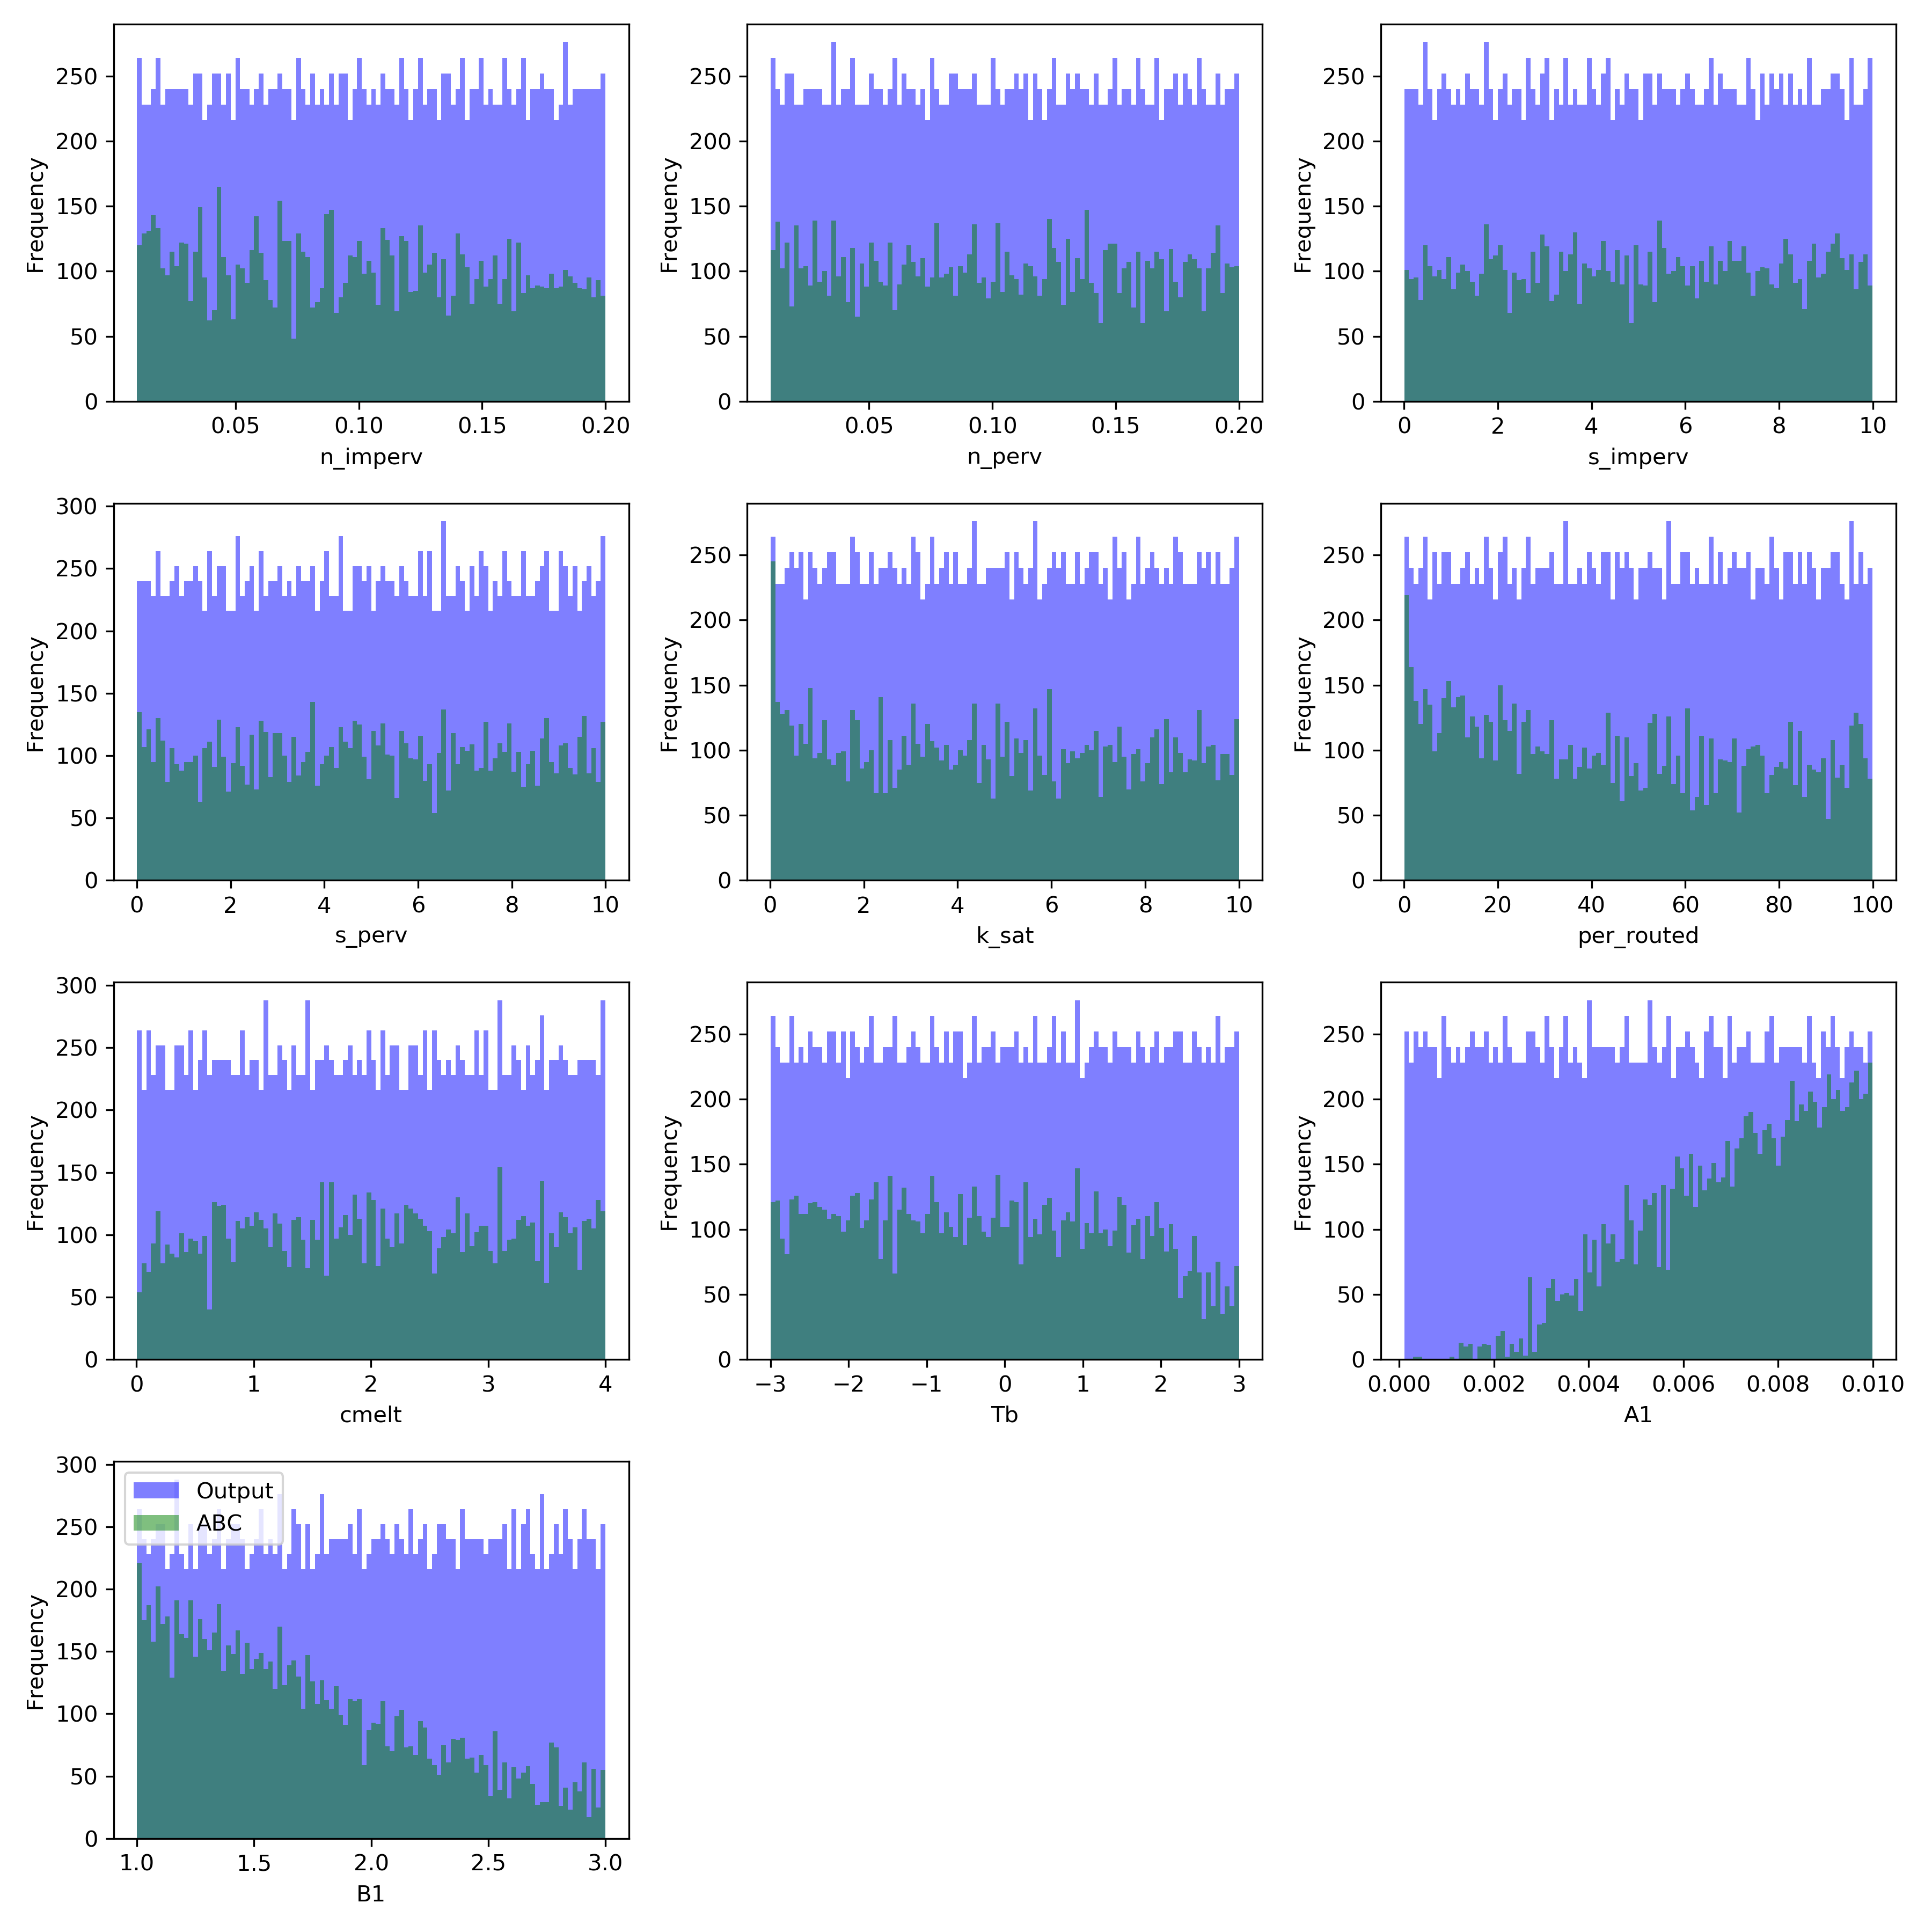 Frequency
0 50 100 150 200 250
0.05 0.10 0.15 0.20
n_imperv
Frequency
0 50 100 150 200 250
0.05 0.10 0.15 0.20
n_perv
Frequency
0 50 100 150 200 250
0 2 4 6 8 10
s_imperv
Frequency
0 50 100 150 200 250 300
0 2 4 6 8 10
s_perv
Frequency
0 50 100 150 200 250
0 2 4 6 8 10
k_sat
Frequency
0 50 100 150 200 250
0 20 40 60 80 100
per_routed
Frequency
0 50 100 150 200 250 300
0 1 2 3 4
cmelt
Frequency
0 50 100 150 200 250
−3 −2 −1 0 1 2 3
Tb
Frequency
0 50 100 150 200 250
0.000 0.002 0.004 0.006 0.008 0.010
A1
Frequency
0 50 100 150 200 250 300
Output
ABC
1.0 1.5 2.0 2.5 3.0
B1